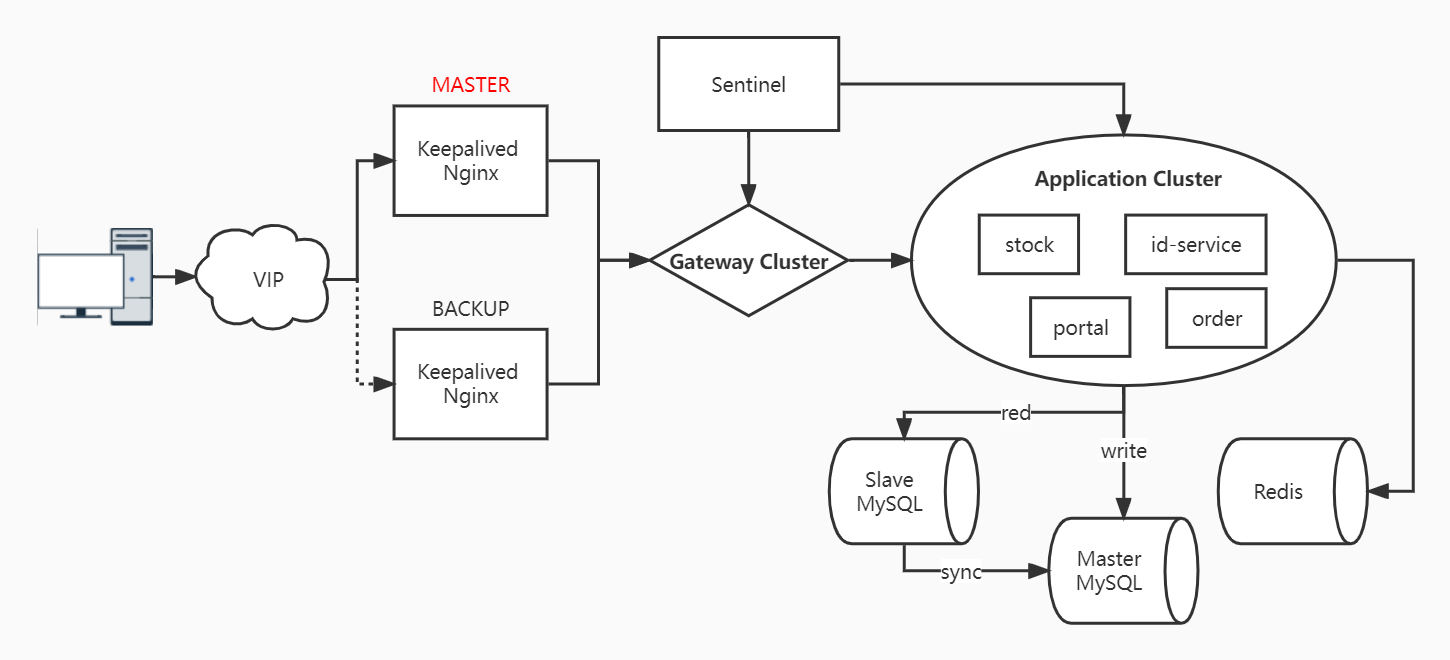 MASTER
Keepalived
Nginx
VIP
BACKUP
Keepalived
Nginx
Sentinel
Gateway Cluster
Application Cluster
stock
id-service
portal
order
red
write
Slave
MySQL
sync
Master
MySQL
Redis